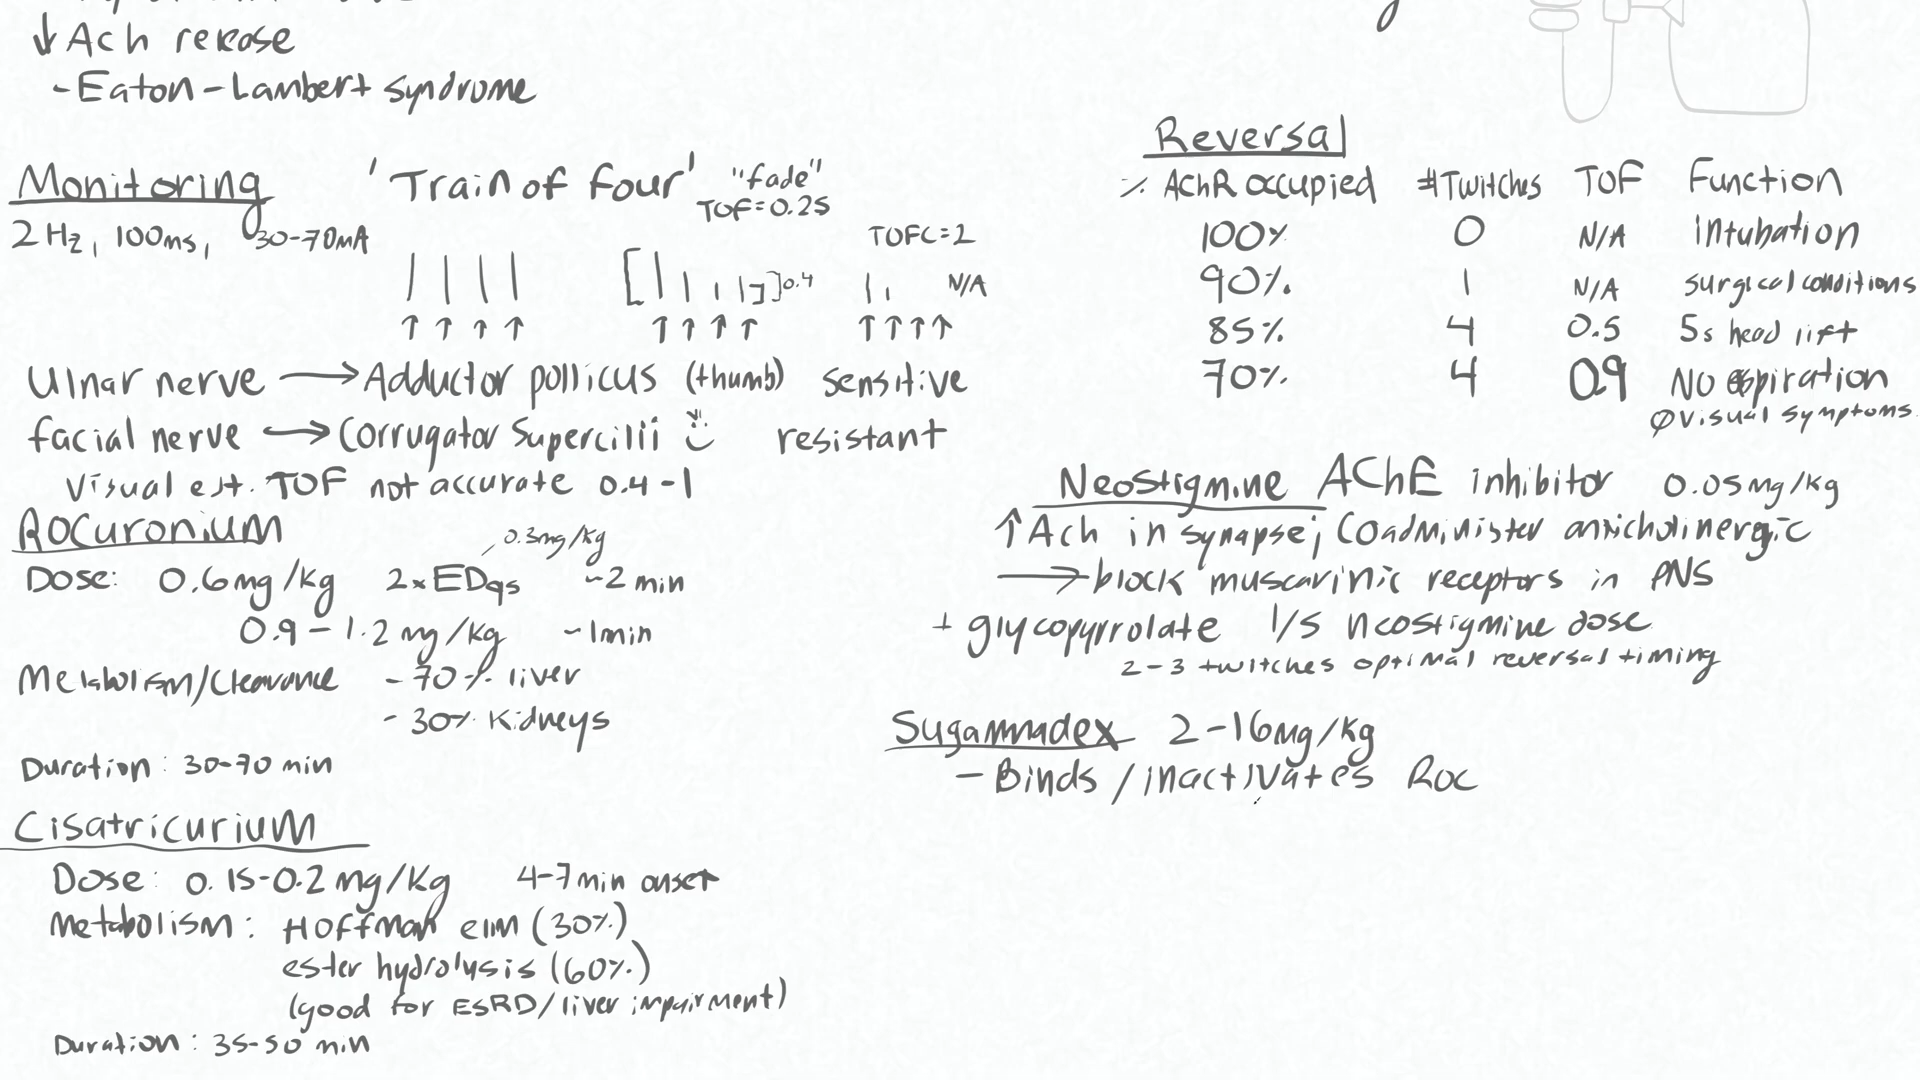 ↓ Ach release
- Eaton-Lambert syndrome
Monitoring
2Hz, 100ms, 30-70mA
'Train of four' "fade"
TOF=0.25
TOFC=2
[ ]0.4
N/A
↑ ↑ ↑ ↑ ↑ ↑ ↑ ↑ ↑ ↑ ↑ ↑
Ulnar nerve → Adductor pollicus (thumb) sensitive
facial nerve → Corrugator Supercilii resistant
Visual est. TOF not accurate 0.4-1
Rocuronium
0.3mg/kg
Dose: 0.6mg/kg 2xED95 ~2 min
0.9-1.2 mg/kg ~1min
Metabolism/Clearance - 70% liver
- 30% Kidneys
Duration: 30-70 min
Cisatricurium
Dose: 0.15-0.2 mg/kg 4-7min onset
Metabolism: Hoffman elim (30%)
ester hydrolysis (60%)
(good for ESRD/liver impairment)
Duration: 35-50 min
Reversal
% AchR occupied #Twitches TOF Function
100% 0 N/A intubation
90% 1 N/A surgical conditions
85% 4 0.5 5s head lift
70% 4 0.9 NO aspiration
∅ visual symptoms
Neostigmine AChE inhibitor 0.05mg/kg
↑ Ach in synapse; Coadminister anticholinergic
→ block muscarinic receptors in PNS
+ glycopyrrolate 1/5 neostigmine dose
2-3 twitches optimal reversal timing
Sugammadex 2-16mg/kg
- Binds/inactivates Roc